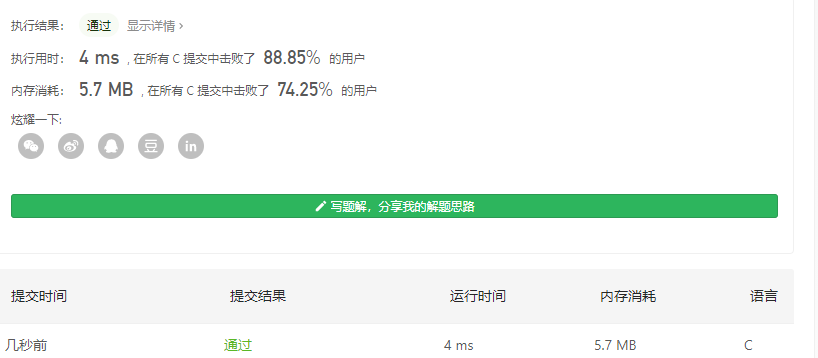 执行结果： 通过 显示详情 >
执行用时： 4 ms , 在所有 C 提交中击败了 88.85% 的用户
内存消耗： 5.7 MB , 在所有 C 提交中击败了 74.25% 的用户
炫耀一下:
豆 in
写题解，分享我的解题思路
提交时间 提交结果 运行时间 内存消耗 语言
几秒前 通过 4 ms 5.7 MB C